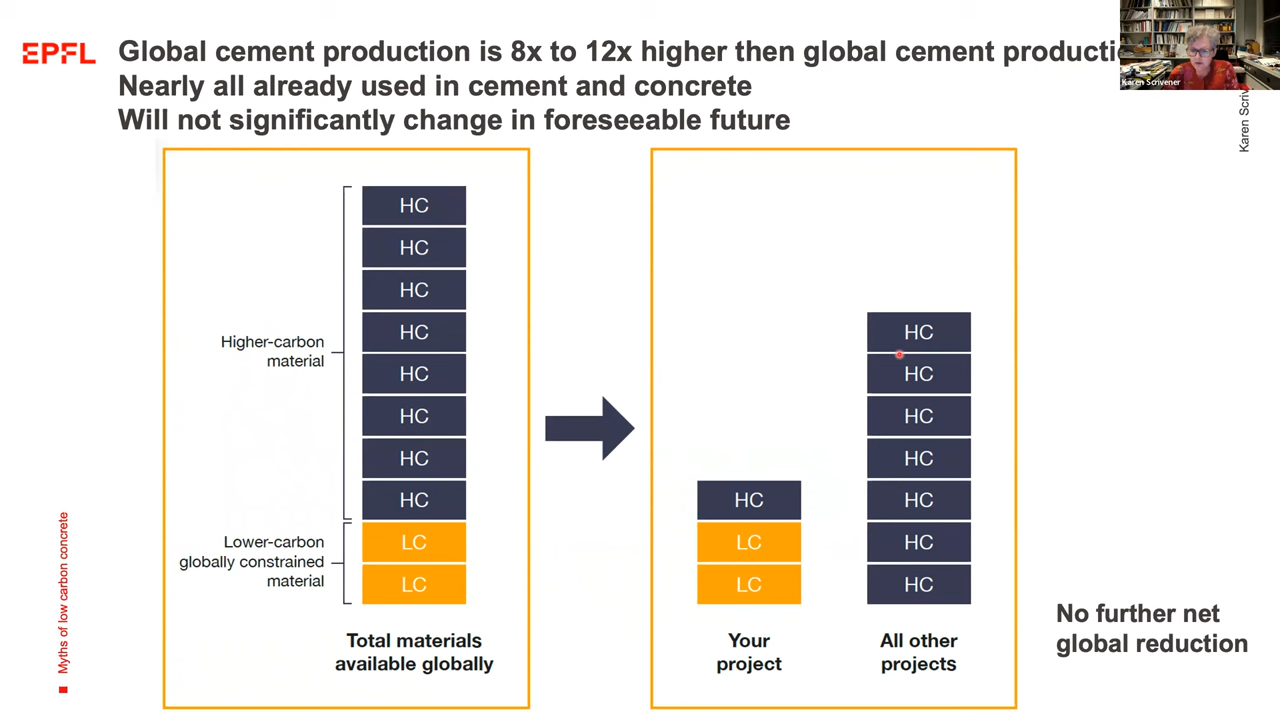 EPFL
Global cement production is 8x to 12x higher then global cement
Nearly all already used in cement and concrete
Will not significantly change in foreseeable future
Karen Scrivener
Karen
HC
HC
HC
HC
HC
HC
HC
HC
LC
LC
Higher-carbon
material
Lower-carbon
globally constrained
material
Total materials
available globally
HC
LC
LC
Your
project
HC
HC
HC
HC
HC
HC
HC
All other
projects
No further net
global reduction
Myths of low carbon concrete